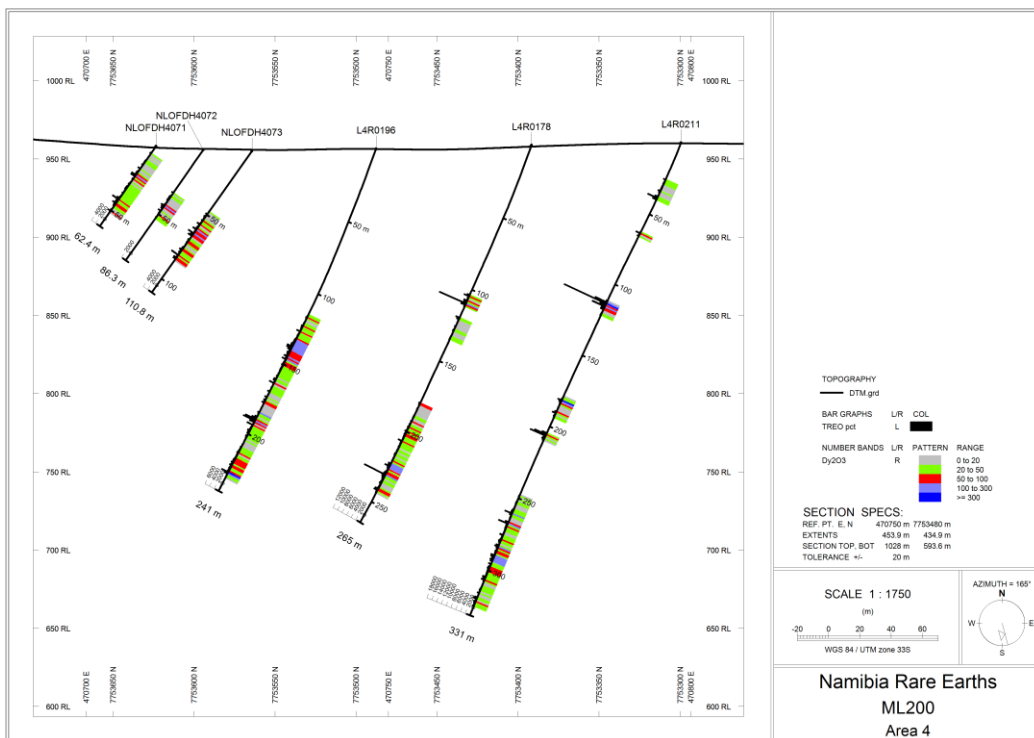 470700 E
7753650 N
7753600 N
7753550 N
7753500 N
470750 E
7753450 N
7753400 N
7753350 N
7753300 N
470800 E
1000 RL
1000 RL
NLOFDH4072
NLOFDH4071
NLOFDH4073
L4R0196
L4R0178
L4R0211
950 RL
950 RL
50 m
50 m
50 m
50 m
50 m
50 m
900 RL
900 RL
62.4 m
86.3 m
110.8 m
2000
100
100
100
100
850 RL
850 RL
150
150
800 RL
800 RL
200
200
750 RL
750 RL
250
250
241 m
265 m
700 RL
700 RL
331 m
650 RL
650 RL
600 RL
600 RL
470700 E
7753650 N
7753600 N
7753550 N
7753500 N
470750 E
7753450 N
7753400 N
7753350 N
7753300 N
470800 E
TOPOGRAPHY
DTM.grd
BAR GRAPHS L/R COL
TREO pct L
NUMBER BANDS L/R PATTERN RANGE
Dy2O3 R 0 to 20
20 to 50
50 to 100
100 to 300
>= 300
SECTION SPECS:
REF. PT. E, N 470750 m 7753480 m
EXTENTS 453.9 m 434.9 m
SECTION TOP, BOT 1028 m 593.6 m
TOLERANCE +/- 20 m
SCALE 1 : 1750
(m)
-20 0 20 40 60
WGS 84 / UTM zone 33S
AZIMUTH = 165°
N
W E
S
Namibia Rare Earths
ML200
Area 4